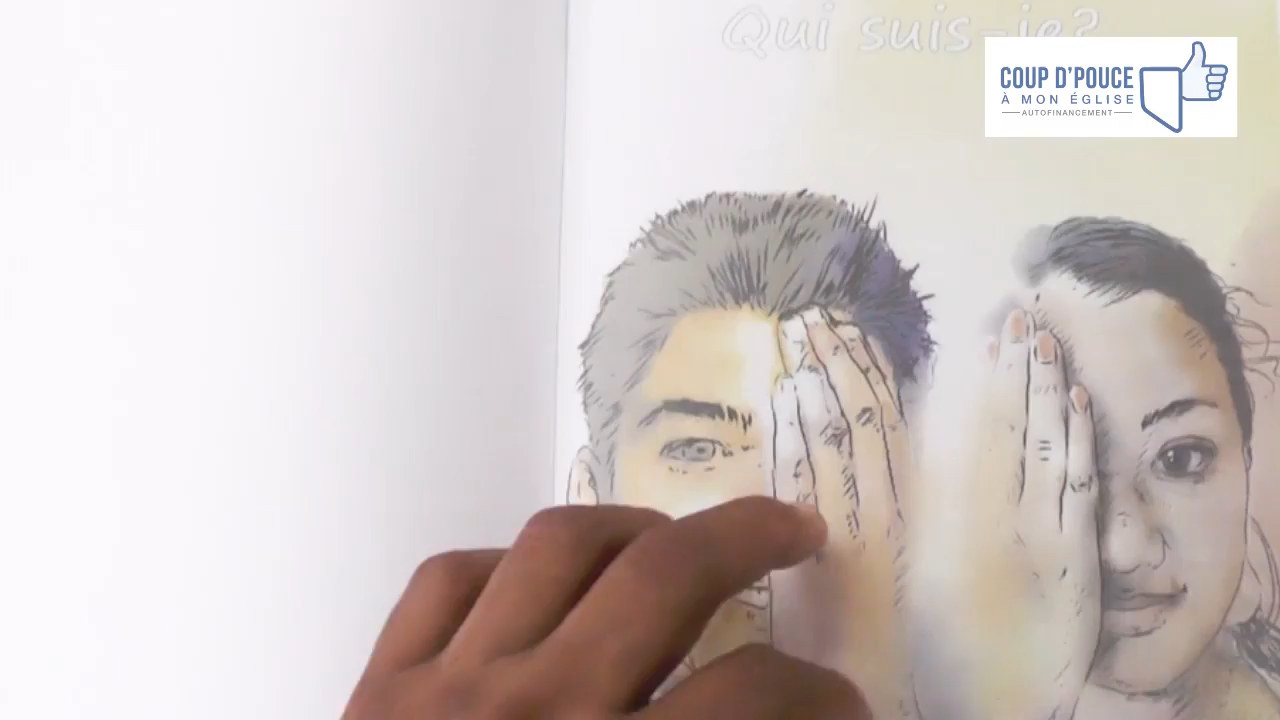 Qui suis-je?
COUP D'POUCE
À MON ÉGLISE
AUTOFINANCEMENT